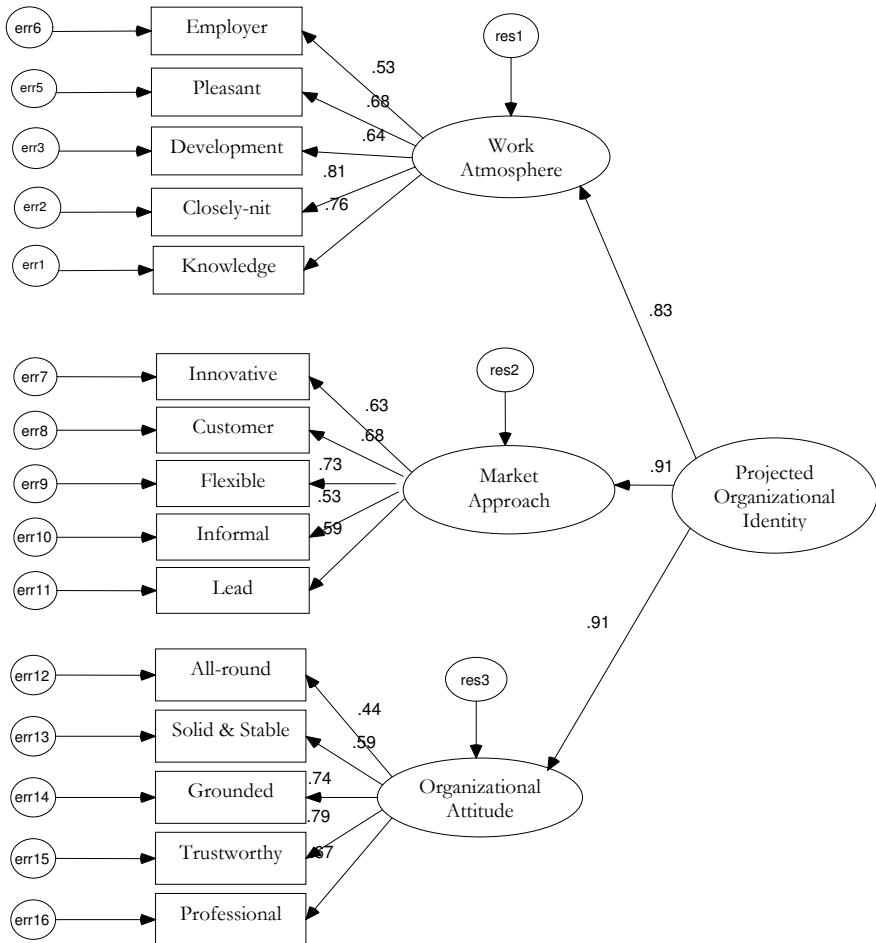 err6
Employer
res1
.53
err5
Pleasant
.68
err3
Development
.64
Work
Atmosphere
.81
err2
Closely-nit
.76
err1
Knowledge
.83
err7
Innovative
res2
.63
err8
Customer
.68
err9
Flexible
.73
Market
Approach
.91
Projected
Organizational
Identity
.53
err10
Informal
.59
err11
Lead
.91
err12
All-round
res3
.44
err13
Solid & Stable
.59
err14
Grounded
.74
Organizational
Attitude
.79
err15
Trustworthy
.67
err16
Professional